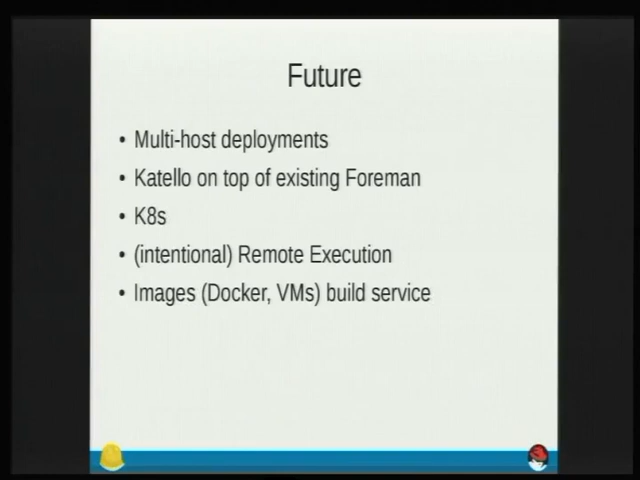 Future
• Multi-host deployments
• Katello on top of existing Foreman
• K8s
• (intentional) Remote Execution
• Images (Docker, VMs) build service